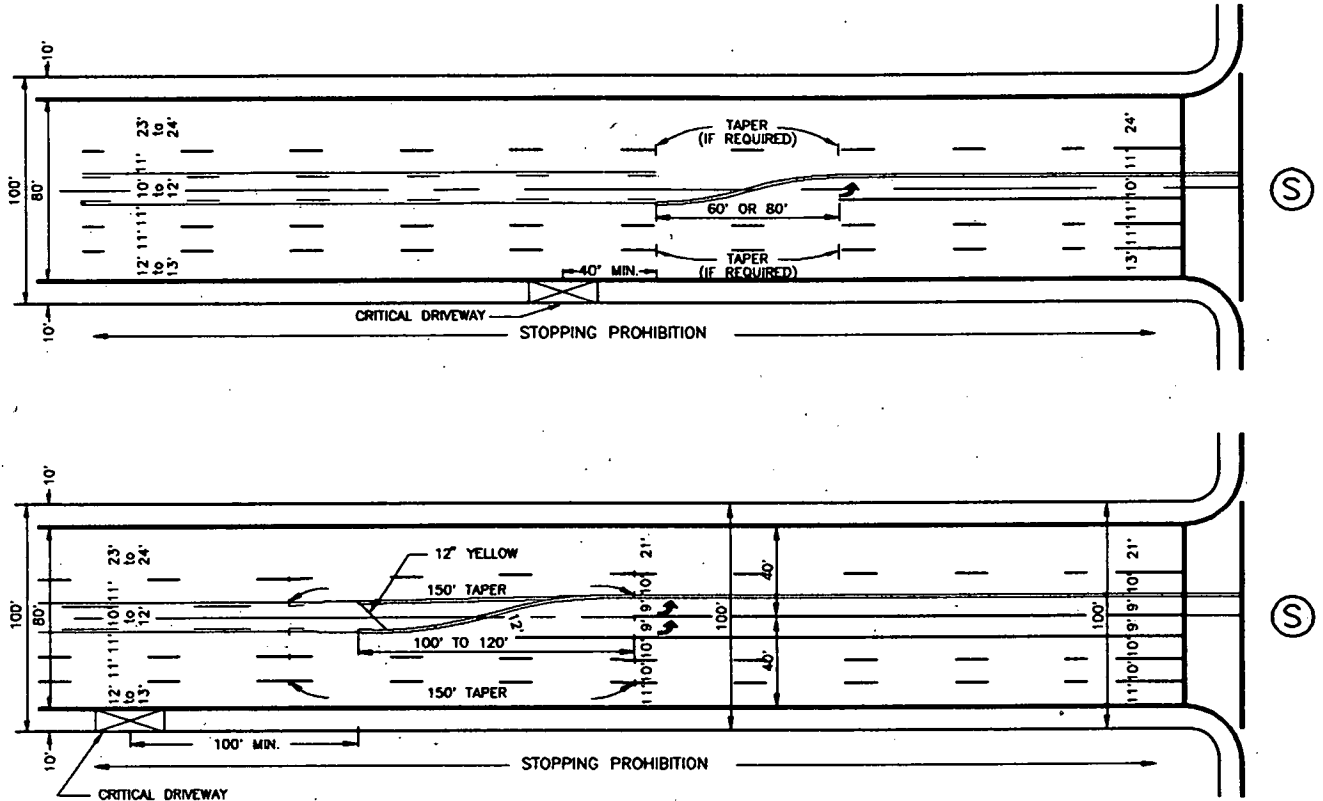 10'
100'
80'
23' to 24'
11'
10' to 12'
11'
11'
12' to 13'
10'
TAPER
(IF REQUIRED)
60' OR 80'
TAPER
(IF REQUIRED)
40' MIN.
CRITICAL DRIVEWAY
STOPPING PROHIBITION
24'
11'
10'
11'
11'
13'
S
10'
100'
80'
23' to 24'
11'
10' to 12'
11'
11'
12' to 13'
10'
12" YELLOW
150' TAPER
12'
100' TO 120'
150' TAPER
100' MIN.
CRITICAL DRIVEWAY
STOPPING PROHIBITION
21'
10'
9'
9'
10'
10'
11'
100'
40'
40'
100'
21'
10'
9'
9'
10'
10'
11'
S